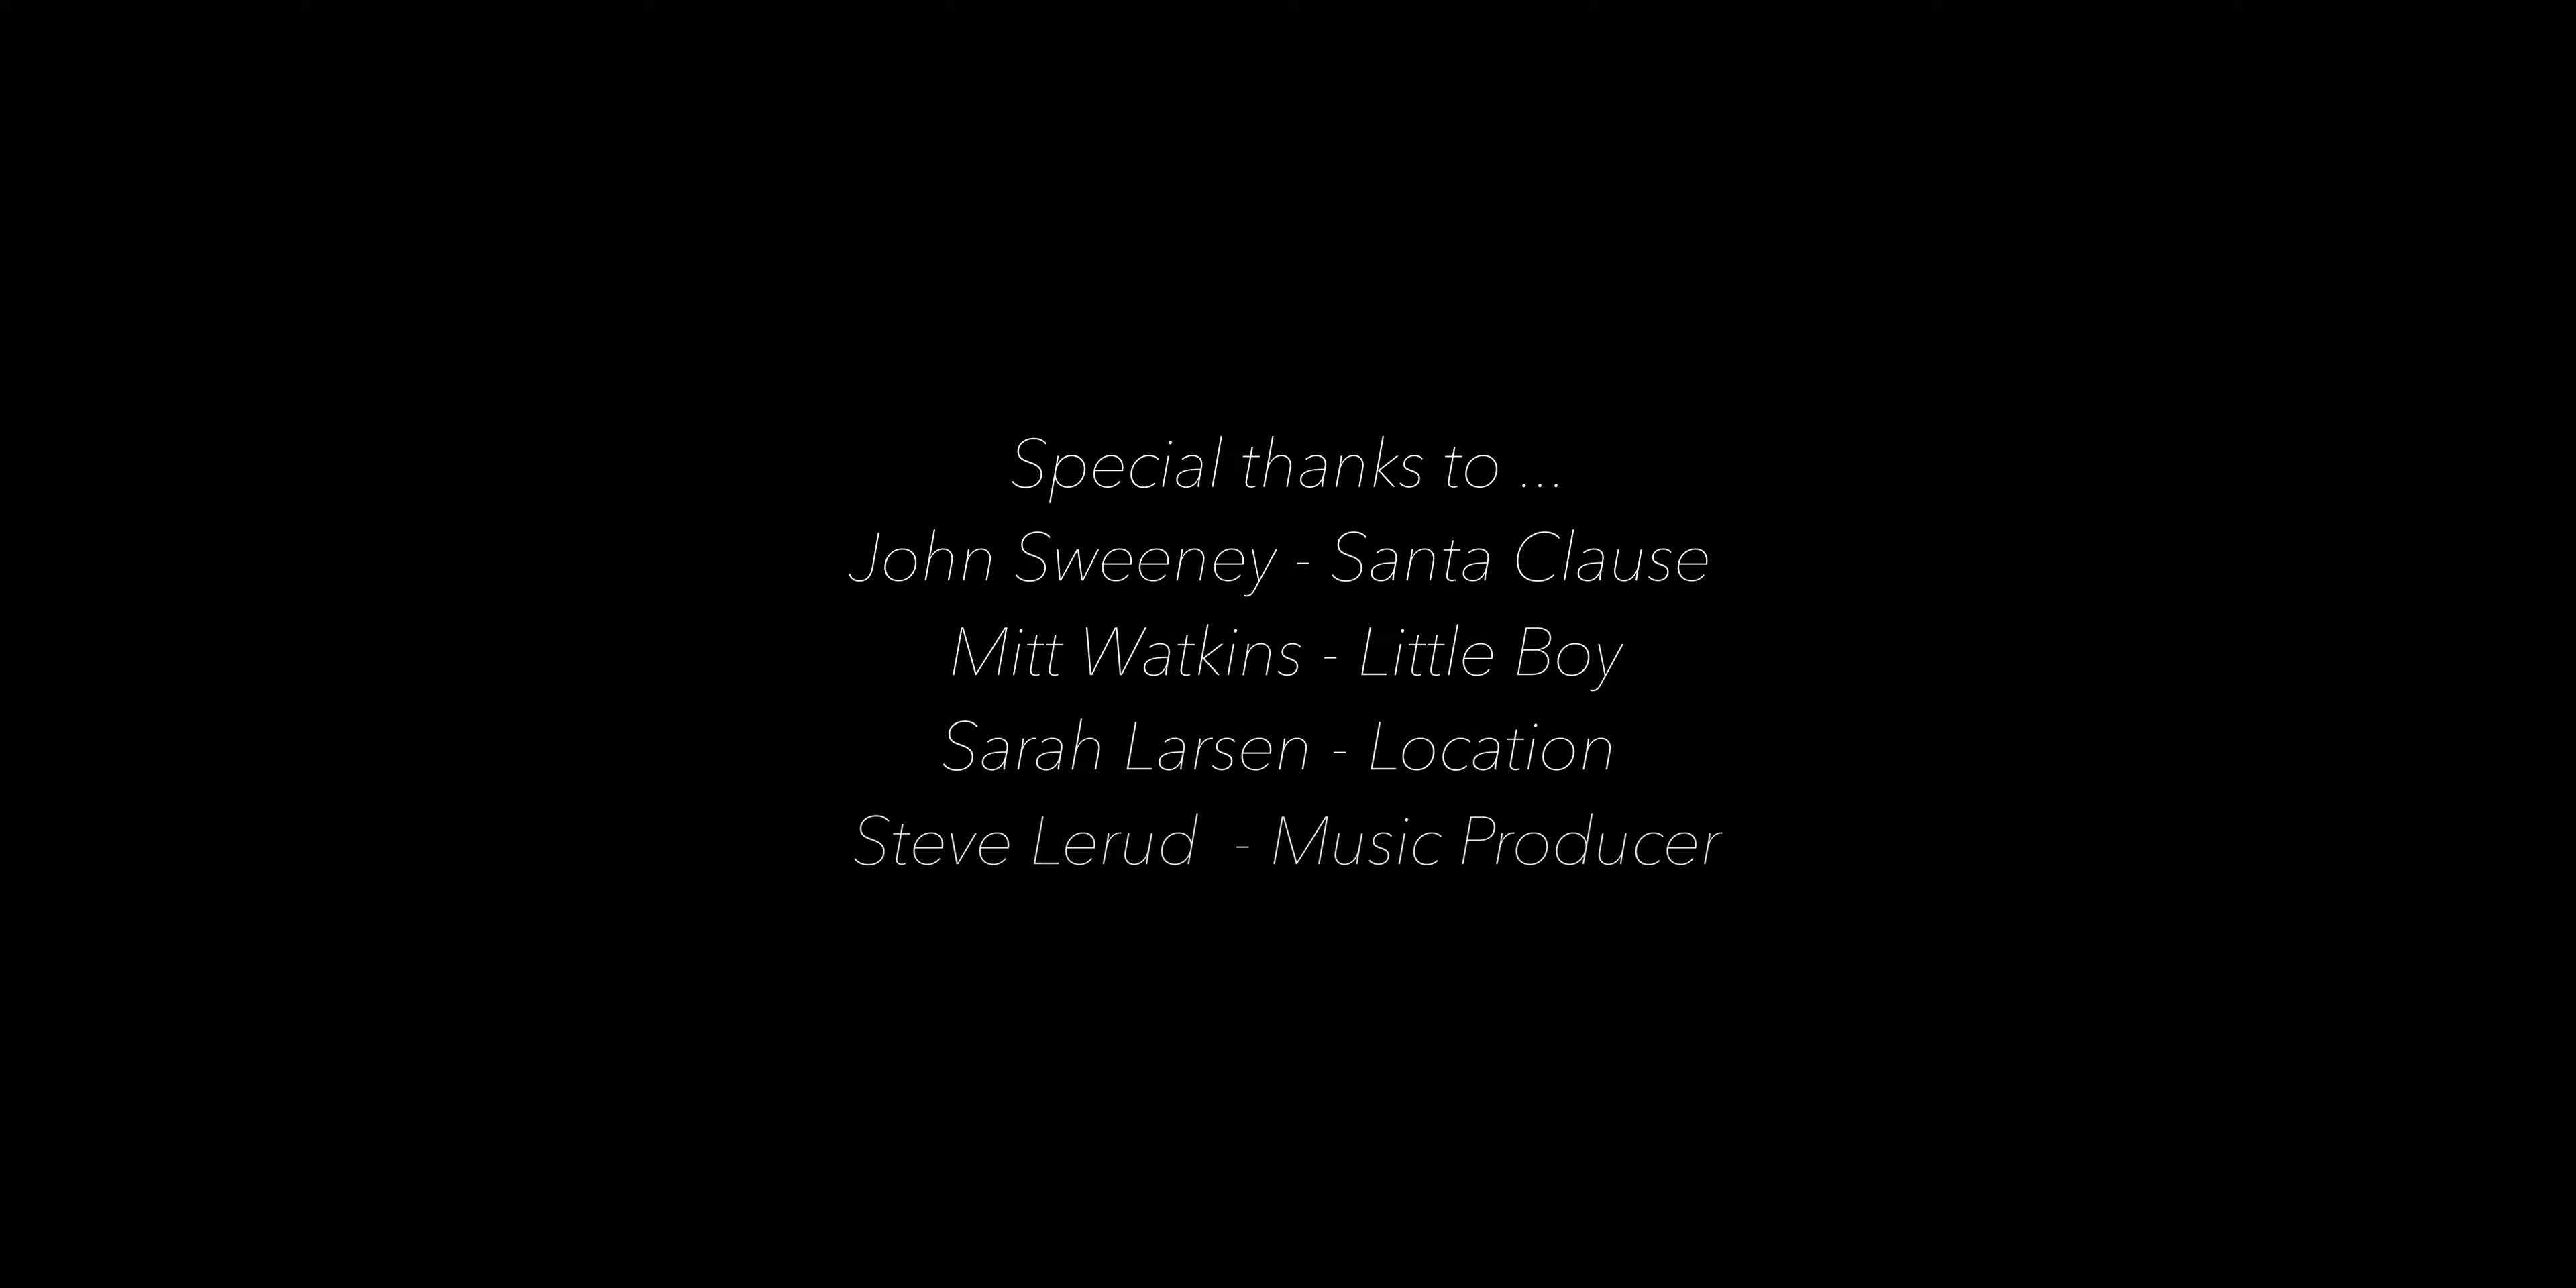 Special thanks to ...
John Sweeney - Santa Clause
Mitt Watkins - Little Boy
Sarah Larsen - Location
Steve Lerud  - Music Producer